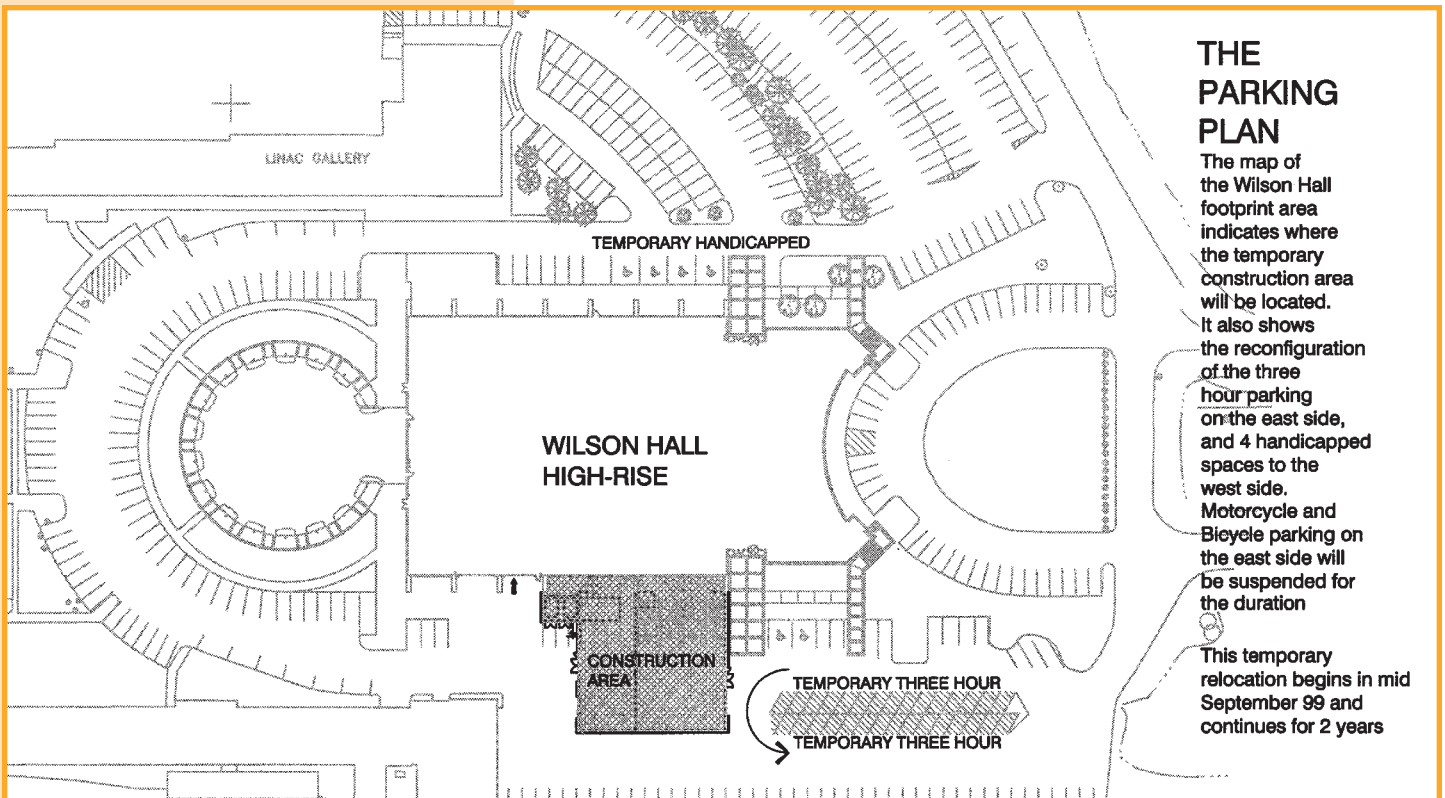 THE
PARKING
PLAN
The map of
the Wilson Hall
footprint area
indicates where
the temporary
construction area
will be located.
It also shows
the reconfiguration
of the three
hour parking
on the east side,
and 4 handicapped
spaces to the
west side.
Motorcycle and
Bicycle parking on
the east side will
be suspended for
the duration
This temporary
relocation begins in mid
September 99 and
continues for 2 years
LINAC GALLERY
TEMPORARY HANDICAPPED
WILSON HALL
HIGH-RISE
CONSTRUCTION
AREA
TEMPORARY THREE HOUR
TEMPORARY THREE HOUR